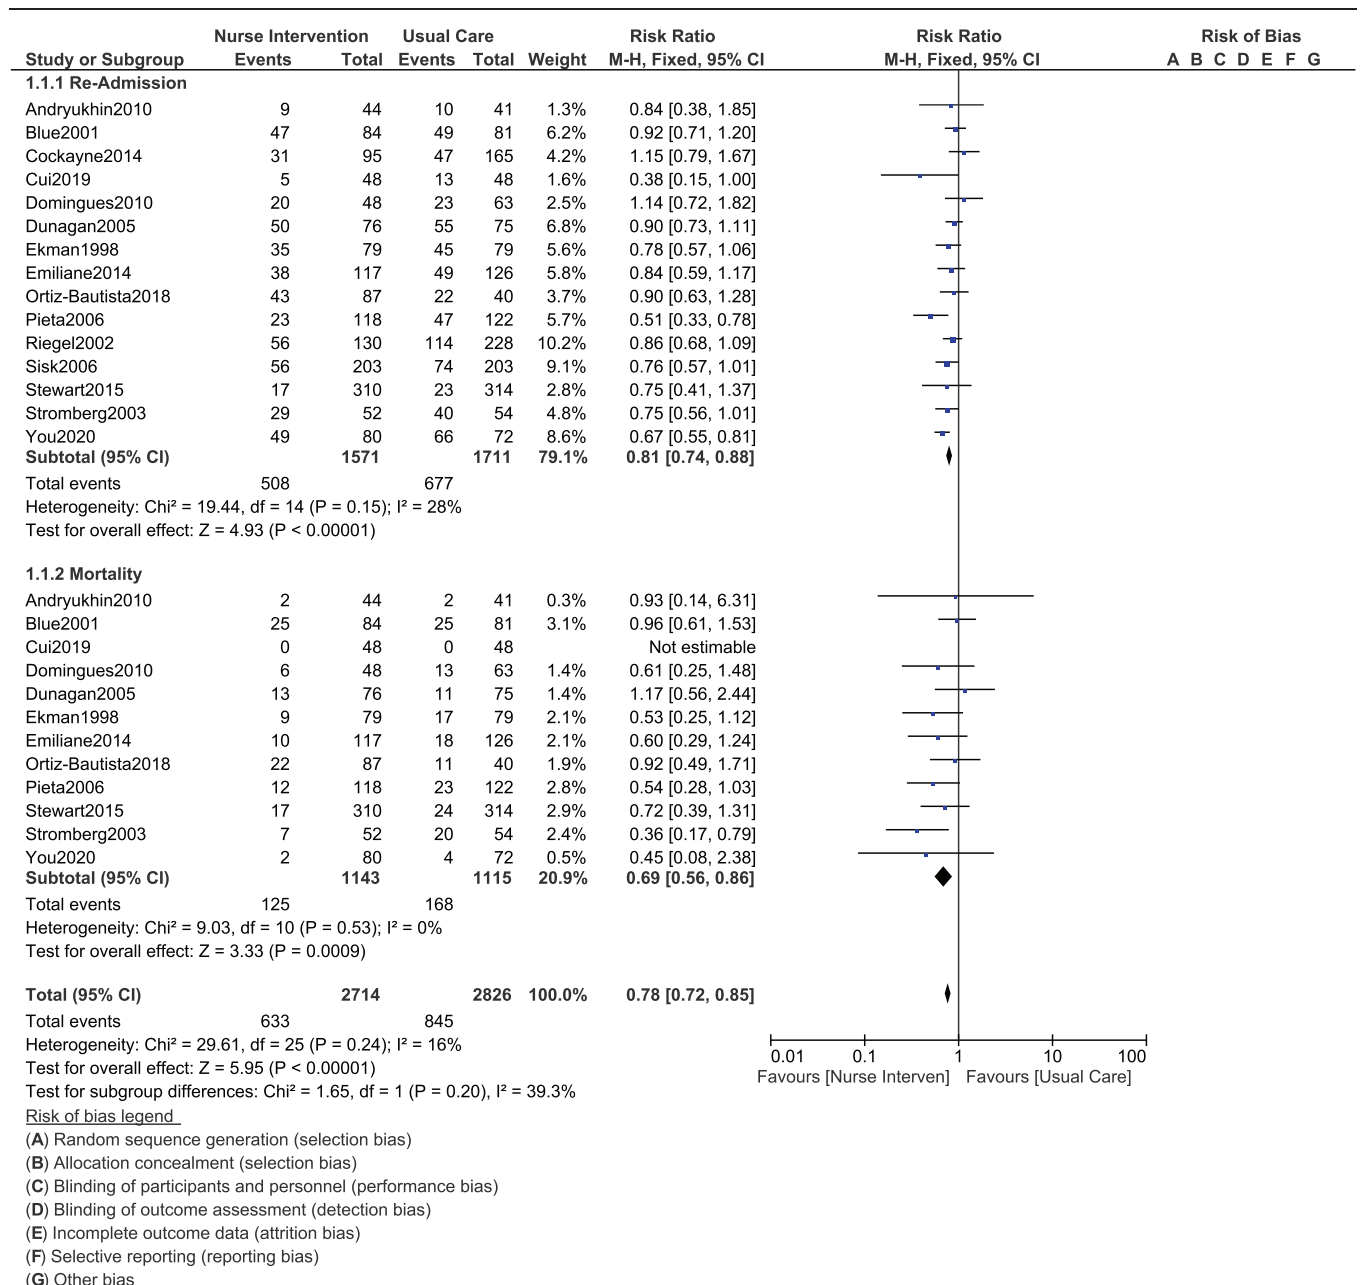 Nurse Intervention Usual Care Risk Ratio Risk Ratio Risk of Bias
Study or Subgroup Events Total Events Total Weight M-H, Fixed, 95% CI M-H, Fixed, 95% CI A B C D E F G
1.1.1 Re-Admission
Andryukhin2010 9 44 10 41 1.3% 0.84 [0.38, 1.85]
Blue2001 47 84 49 81 6.2% 0.92 [0.71, 1.20]
Cockayne2014 31 95 47 165 4.2% 1.15 [0.79, 1.67]
Cui2019 5 48 13 48 1.6% 0.38 [0.15, 1.00]
Domingues2010 20 48 23 63 2.5% 1.14 [0.72, 1.82]
Dunagan2005 50 76 55 75 6.8% 0.90 [0.73, 1.11]
Ekman1998 35 79 45 79 5.6% 0.78 [0.57, 1.06]
Emiliane2014 38 117 49 126 5.8% 0.84 [0.59, 1.17]
Ortiz-Bautista2018 43 87 22 40 3.7% 0.90 [0.63, 1.28]
Pieta2006 23 118 47 122 5.7% 0.51 [0.33, 0.78]
Riegel2002 56 130 114 228 10.2% 0.86 [0.68, 1.09]
Sisk2006 56 203 74 203 9.1% 0.76 [0.57, 1.01]
Stewart2015 17 310 23 314 2.8% 0.75 [0.41, 1.37]
Stromberg2003 29 52 40 54 4.8% 0.75 [0.56, 1.01]
You2020 49 80 66 72 8.6% 0.67 [0.55, 0.81]
Subtotal (95% CI) 1571 1711 79.1% 0.81 [0.74, 0.88]
Total events 508 677
Heterogeneity: Chi² = 19.44, df = 14 (P = 0.15); I² = 28%
Test for overall effect: Z = 4.93 (P < 0.00001)
1.1.2 Mortality
Andryukhin2010 2 44 2 41 0.3% 0.93 [0.14, 6.31]
Blue2001 25 84 25 81 3.1% 0.96 [0.61, 1.53]
Cui2019 0 48 0 48 Not estimable
Domingues2010 6 48 13 63 1.4% 0.61 [0.25, 1.48]
Dunagan2005 13 76 11 75 1.4% 1.17 [0.56, 2.44]
Ekman1998 9 79 17 79 2.1% 0.53 [0.25, 1.12]
Emiliane2014 10 117 18 126 2.1% 0.60 [0.29, 1.24]
Ortiz-Bautista2018 22 87 11 40 1.9% 0.92 [0.49, 1.71]
Pieta2006 12 118 23 122 2.8% 0.54 [0.28, 1.03]
Stewart2015 17 310 24 314 2.9% 0.72 [0.39, 1.31]
Stromberg2003 7 52 20 54 2.4% 0.36 [0.17, 0.79]
You2020 2 80 4 72 0.5% 0.45 [0.08, 2.38]
Subtotal (95% CI) 1143 1115 20.9% 0.69 [0.56, 0.86]
Total events 125 168
Heterogeneity: Chi² = 9.03, df = 10 (P = 0.53); I² = 0%
Test for overall effect: Z = 3.33 (P = 0.0009)
Total (95% CI) 2714 2826 100.0% 0.78 [0.72, 0.85]
Total events 633 845
Heterogeneity: Chi² = 29.61, df = 25 (P = 0.24); I² = 16%
Test for overall effect: Z = 5.95 (P < 0.00001)
Test for subgroup differences: Chi² = 1.65, df = 1 (P = 0.20), I² = 39.3%
0.01 0.1 1 10 100
Favours [Nurse Interven] Favours [Usual Care]
Risk of bias legend
(A) Random sequence generation (selection bias)
(B) Allocation concealment (selection bias)
(C) Blinding of participants and personnel (performance bias)
(D) Blinding of outcome assessment (detection bias)
(E) Incomplete outcome data (attrition bias)
(F) Selective reporting (reporting bias)
(G) Other bias